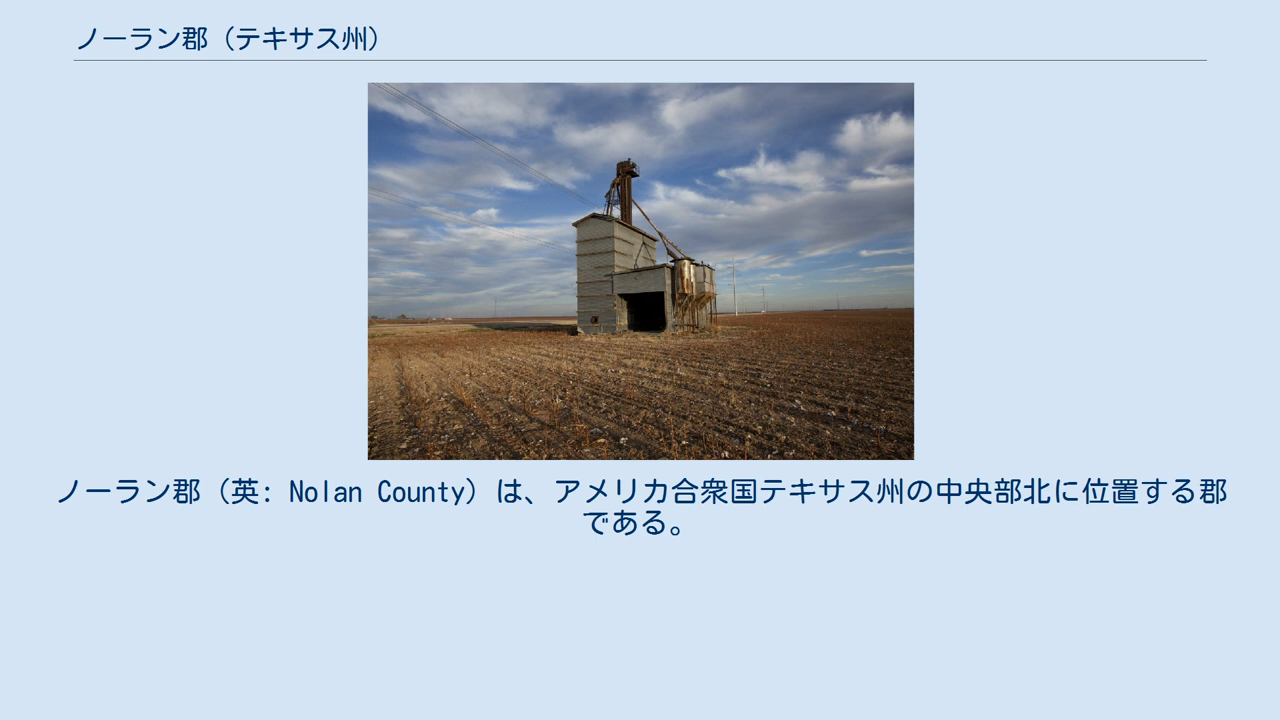 ノーラン郡（テキサス州）
ノーラン郡（英: Nolan County）は、アメリカ合衆国テキサス州の中央部北に位置する郡
である。